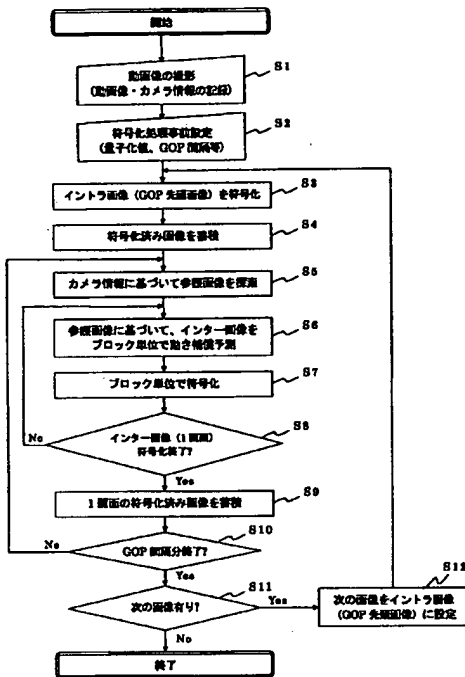 開始
S1
動画像の撮影
(動画像・カメラ情報の記録)
S2
符号化処理事前設定
(量子化値、GOP間隔等)
S3
イントラ画像(GOP先頭画像)を符号化
S4
符号化済み画像を蓄積
S5
カメラ情報に基づいて参照画像を探索
S6
参照画像に基づいて、インター画像を
ブロック単位で動き補償予測
S7
ブロック単位で符号化
S8
インター画像(1画面)
符号化終了?
No
Yes
S9
1画面の符号化済み画像を蓄積
S10
GOP間隔分終了?
No
Yes
S11
次の画像有り?
Yes
No
S12
次の画像をイントラ画像
(GOP先頭画像)に設定
終了